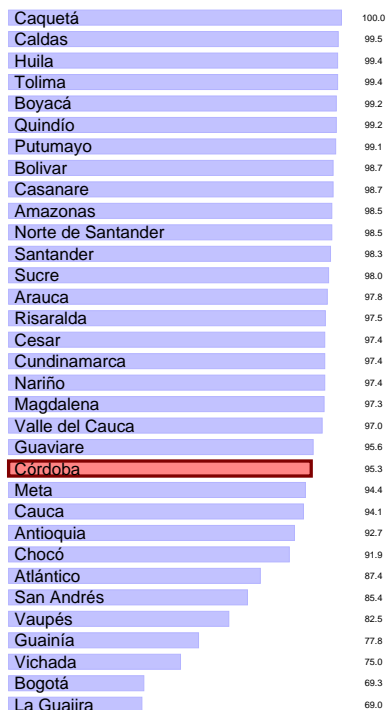 Caquetá 100.0
Caldas 99.5
Huila 99.4
Tolima 99.4
Boyacá 99.2
Quindío 99.2
Putumayo 99.1
Bolivar 98.7
Casanare 98.7
Amazonas 98.5
Norte de Santander 98.5
Santander 98.3
Sucre 98.0
Arauca 97.8
Risaralda 97.5
Cesar 97.4
Cundinamarca 97.4
Nariño 97.4
Magdalena 97.3
Valle del Cauca 97.0
Guaviare 95.6
Córdoba 95.3
Meta 94.4
Cauca 94.1
Antioquia 92.7
Chocó 91.9
Atlántico 87.4
San Andrés 85.4
Vaupés 82.5
Guainía 77.8
Vichada 75.0
Bogotá 69.3
La Guajira 69.0